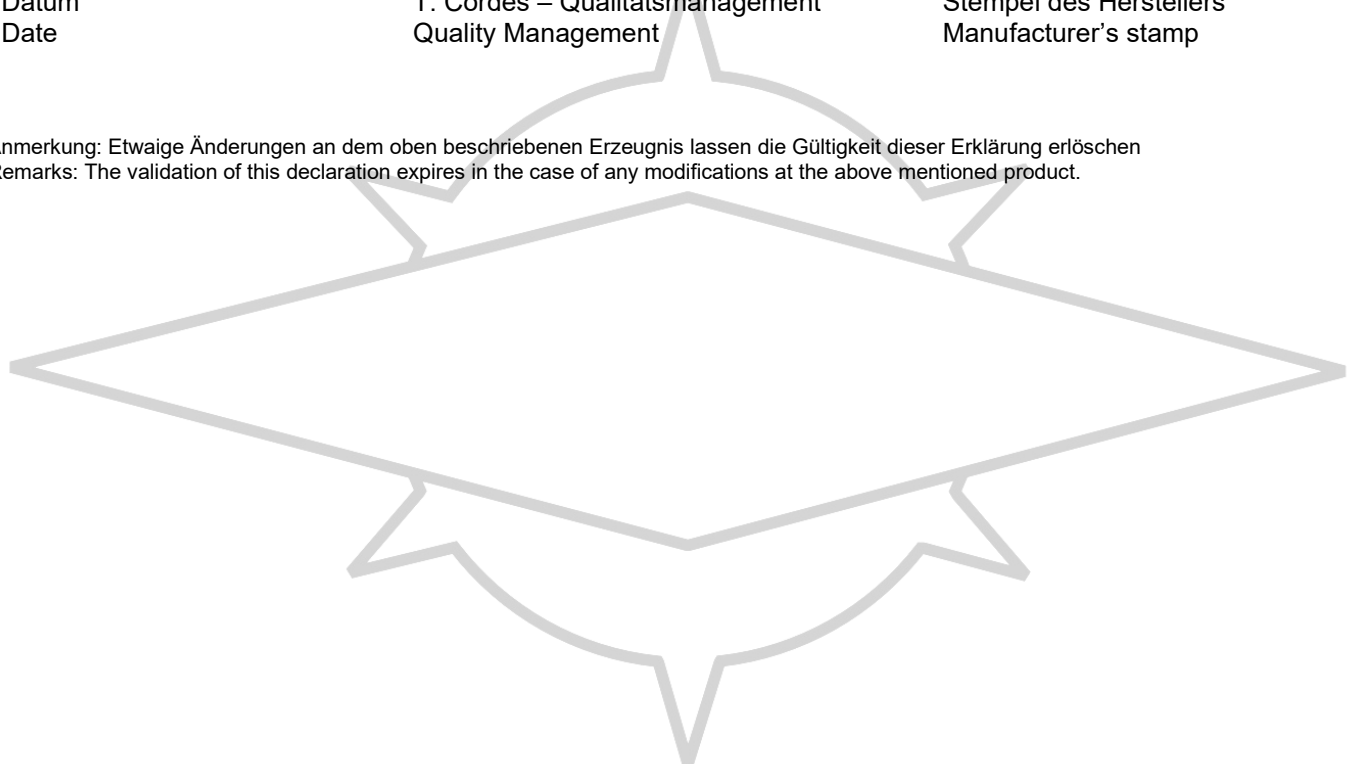 Datum T. Cordes – Qualitätsmanagement Stempel des Herstellers
Date Quality Management Manufacturer’s stamp
Anmerkung: Etwaige Änderungen an dem oben beschriebenen Erzeugnis lassen die Gültigkeit dieser Erklärung erlöschen
Remarks: The validation of this declaration expires in the case of any modifications at the above mentioned product.